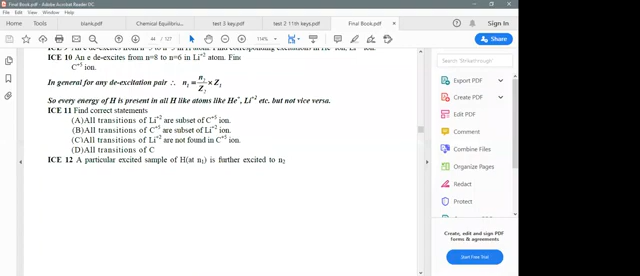 Final Book.pdf - Adobe Acrobat Reader DC
File Edit View Window Help
Home Tools blank.pdf Chemical Equilibriu... test 3 key.pdf test 2 11th keys.pdf Final Book.pdf × Sign In
44 / 127 114% Share
ICE 10 An e de-excites from n=8 to n=6 in Li+2 atom. Find
C+5 ion.
In general for any de-excitation pair ∴ n2 = n1/Z1 × Z2
So every energy of H is present in all H like atoms like He+, Li+2 etc. but not vice versa.
ICE 11 Find correct statements
(A)All transitions of Li+2 are subset of C+5 ion.
(B)All transitions of C+5 are subset of Li+2 ion.
(C)All transitions of Li+2 are not found in C+5 ion.
(D)All transitions of C
ICE 12 A particular excited sample of H(at n1) is further excited to n2
Search 'Strikethrough'
Export PDF
Create PDF
Edit PDF
Comment
Combine Files
Organize Pages
Redact
Protect
Create, edit and sign PDF
forms & agreements
Start Free Trial